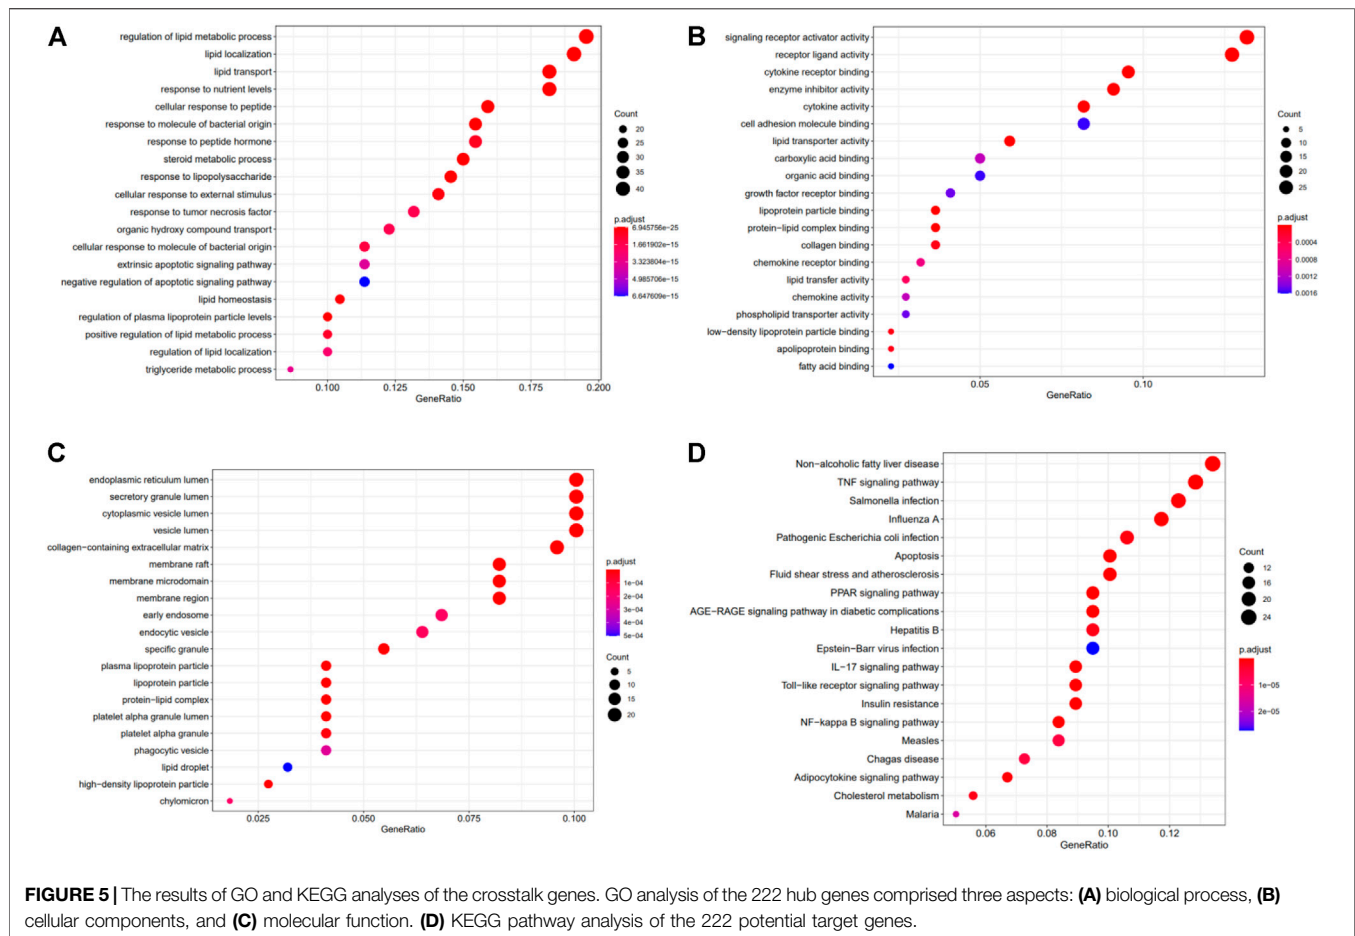 A
regulation of lipid metabolic process
lipid localization
lipid transport
response to nutrient levels
cellular response to peptide
response to molecule of bacterial origin
response to peptide hormone
steroid metabolic process
response to lipopolysaccharide
cellular response to external stimulus
response to tumor necrosis factor
organic hydroxy compound transport
cellular response to molecule of bacterial origin
extrinsic apoptotic signaling pathway
negative regulation of apoptotic signaling pathway
lipid homeostasis
regulation of plasma lipoprotein particle levels
positive regulation of lipid metabolic process
regulation of lipid localization
triglyceride metabolic process
0.100 0.125 0.150 0.175 0.200
GeneRatio
Count
20
25
30
35
40
p.adjust
6.945756e−25
1.661902e−15
3.323804e−15
4.985706e−15
6.647609e−15
B
signaling receptor activator activity
receptor ligand activity
cytokine receptor binding
enzyme inhibitor activity
cytokine activity
cell adhesion molecule binding
lipid transporter activity
carboxylic acid binding
organic acid binding
growth factor receptor binding
lipoprotein particle binding
protein−lipid complex binding
collagen binding
chemokine receptor binding
lipid transfer activity
chemokine activity
phospholipid transporter activity
low−density lipoprotein particle binding
apolipoprotein binding
fatty acid binding
0.05 0.10
GeneRatio
Count
5
10
15
20
25
p.adjust
0.0004
0.0008
0.0012
0.0016
C
endoplasmic reticulum lumen
secretory granule lumen
cytoplasmic vesicle lumen
vesicle lumen
collagen−containing extracellular matrix
membrane raft
membrane microdomain
membrane region
early endosome
endocytic vesicle
specific granule
plasma lipoprotein particle
lipoprotein particle
protein−lipid complex
platelet alpha granule lumen
platelet alpha granule
phagocytic vesicle
lipid droplet
high−density lipoprotein particle
chylomicron
0.025 0.050 0.075 0.100
GeneRatio
p.adjust
1e−04
2e−04
3e−04
4e−04
5e−04
Count
5
10
15
20
D
Non−alcoholic fatty liver disease
TNF signaling pathway
Salmonella infection
Influenza A
Pathogenic Escherichia coli infection
Apoptosis
Fluid shear stress and atherosclerosis
PPAR signaling pathway
AGE−RAGE signaling pathway in diabetic complications
Hepatitis B
Epstein−Barr virus infection
IL−17 signaling pathway
Toll−like receptor signaling pathway
Insulin resistance
NF−kappa B signaling pathway
Measles
Chagas disease
Adipocytokine signaling pathway
Cholesterol metabolism
Malaria
0.06 0.08 0.10 0.12
GeneRatio
Count
12
16
20
24
p.adjust
1e−05
2e−05
FIGURE 5 | The results of GO and KEGG analyses of the crosstalk genes. GO analysis of the 222 hub genes comprised three aspects: (A) biological process, (B)
cellular components, and (C) molecular function. (D) KEGG pathway analysis of the 222 potential target genes.